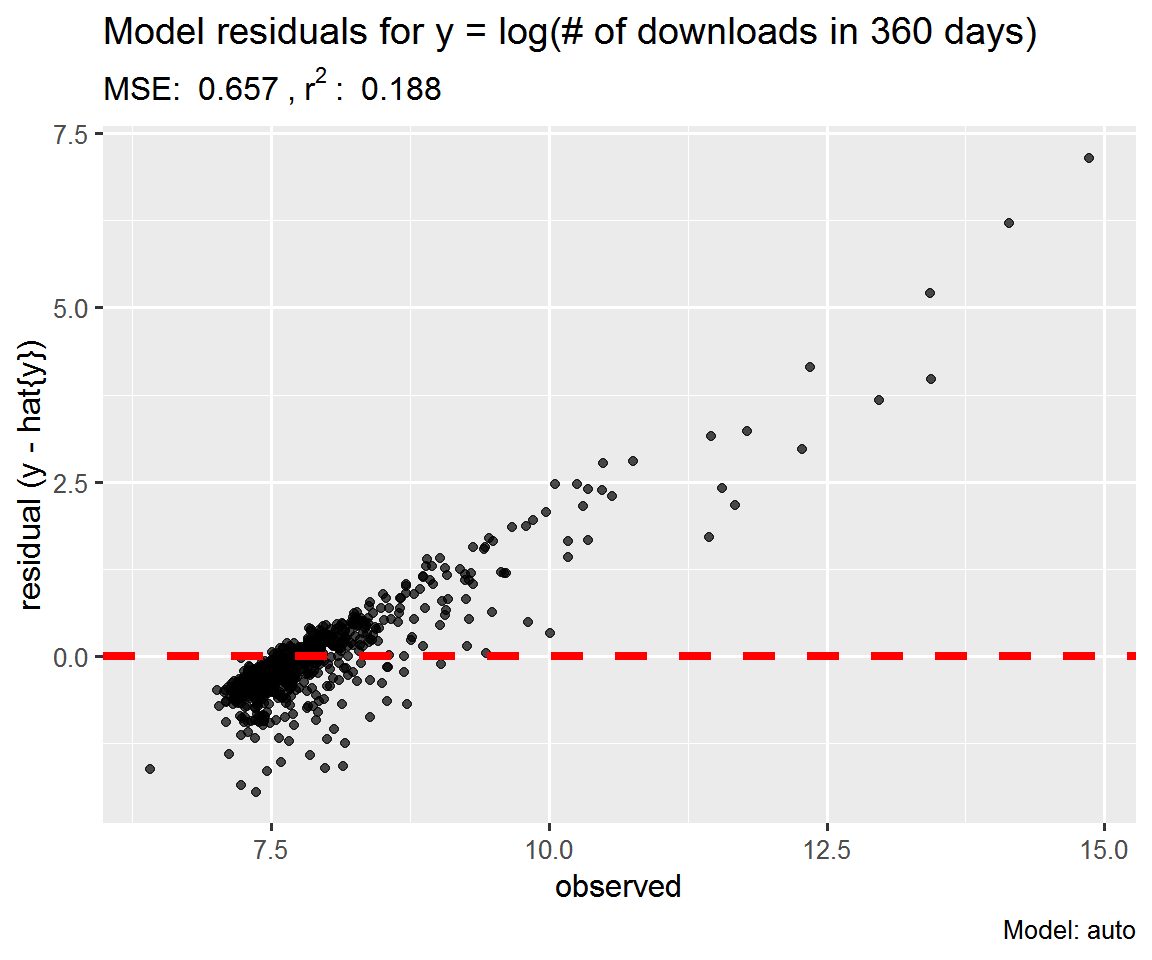 Model residuals for y = log(# of downloads in 360 days)
MSE:  0.657 , r² :  0.188
7.5
5.0
2.5
0.0
residual (y - hat{y})
7.5 10.0 12.5 15.0
observed
Model: auto